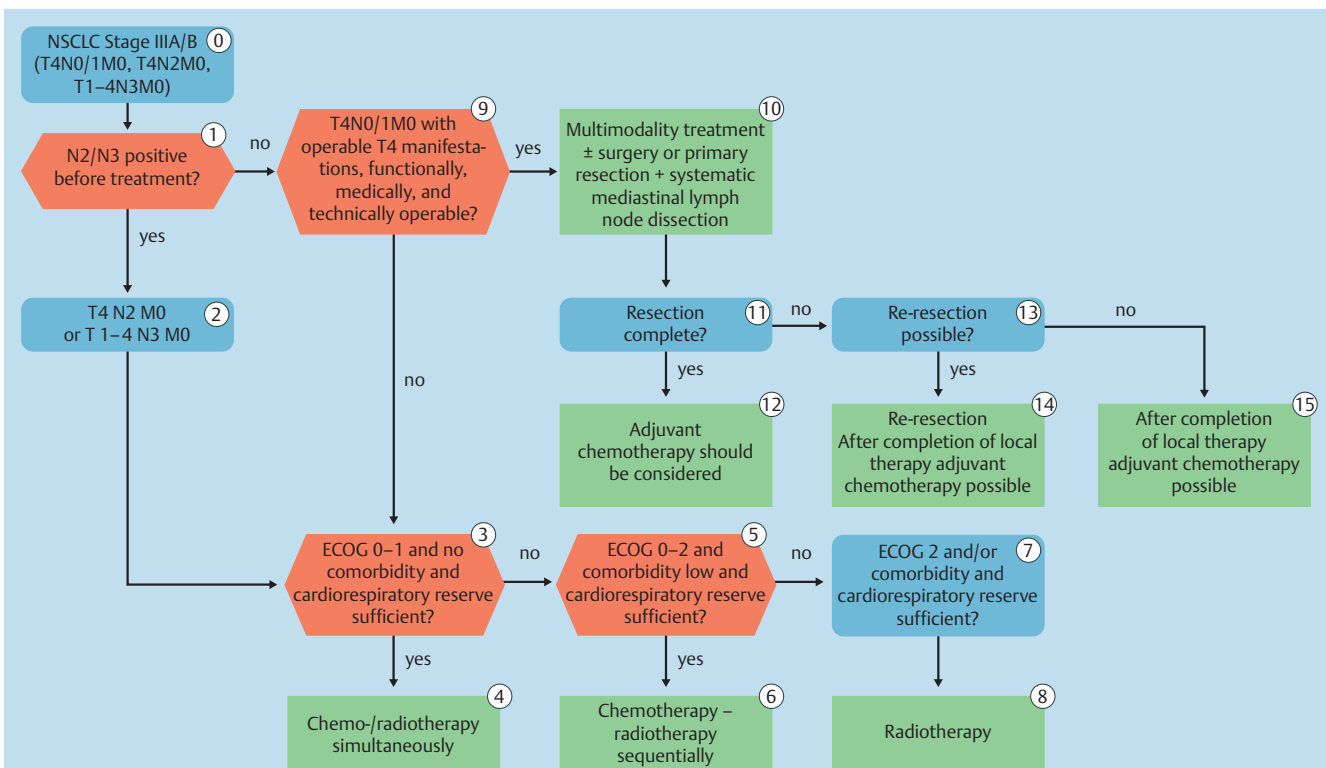 NSCLC Stage IIIA/B
(T4N0/1M0, T4N2M0,
T1–4N3M0)
0
N2/N3 positive
before treatment?
1
no
yes
T4 N2 M0
or T 1–4 N3 M0
2
T4N0/1M0 with
operable T4 manifesta-
tions, functionally,
medically, and
technically operable?
9
yes
no
Multimodality treatment
± surgery or primary
resection + systematic
mediastinal lymph
node dissection
10
Resection
complete?
11
no
yes
Re-resection
possible?
13
no
yes
Adjuvant
chemotherapy should
be considered
12
Re-resection
After completion of local
therapy adjuvant
chemotherapy possible
14
After completion
of local therapy
adjuvant chemotherapy
possible
15
ECOG 0–1 and no
comorbidity and
cardiorespiratory reserve
sufficient?
3
no
yes
ECOG 0–2 and
comorbidity low and
cardiorespiratory reserve
sufficient?
5
no
yes
ECOG 2 and/or
comorbidity and
cardiorespiratory reserve
sufficient?
7
Chemo-/radiotherapy
simultaneously
4
Chemotherapy –
radiotherapy
sequentially
6
Radiotherapy
8